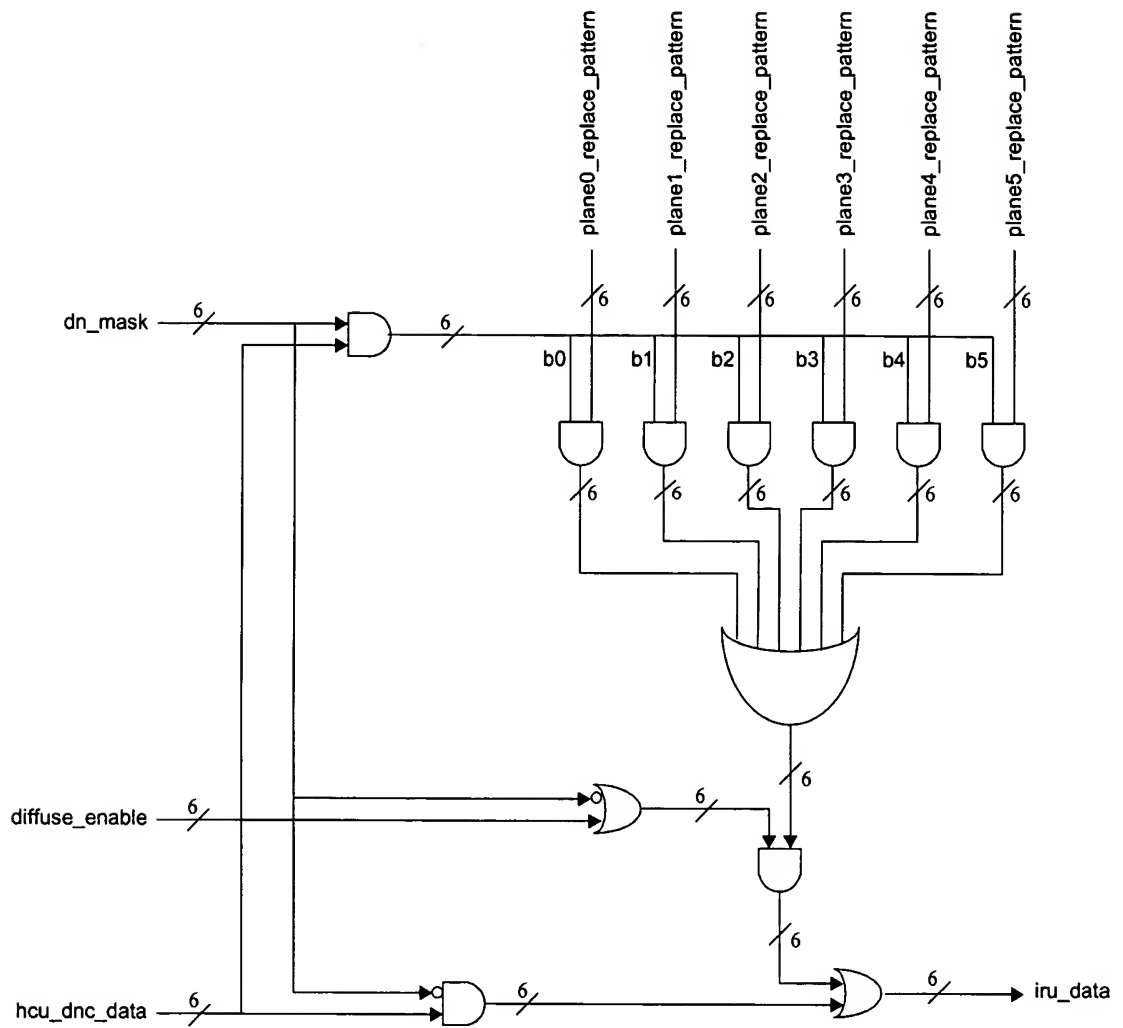 plane0_replace_pattern
plane1_replace_pattern
plane2_replace_pattern
plane3_replace_pattern
plane4_replace_pattern
plane5_replace_pattern
6 6 6 6 6 6
dn_mask 6 6
b0 b1 b2 b3 b4 b5
6 6 6 6 6 6
6
diffuse_enable 6 6
6
hcu_dnc_data 6 6 6 iru_data